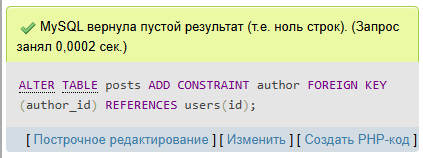 MySQL вернула пустой результат (т.е. ноль строк). (Запрос
занял 0,0002 сек.)
ALTER TABLE posts ADD CONSTRAINT author FOREIGN KEY
(author_id) REFERENCES users(id);
[ Построчное редактирование ] [ Изменить ] [ Создать PHP-код ]